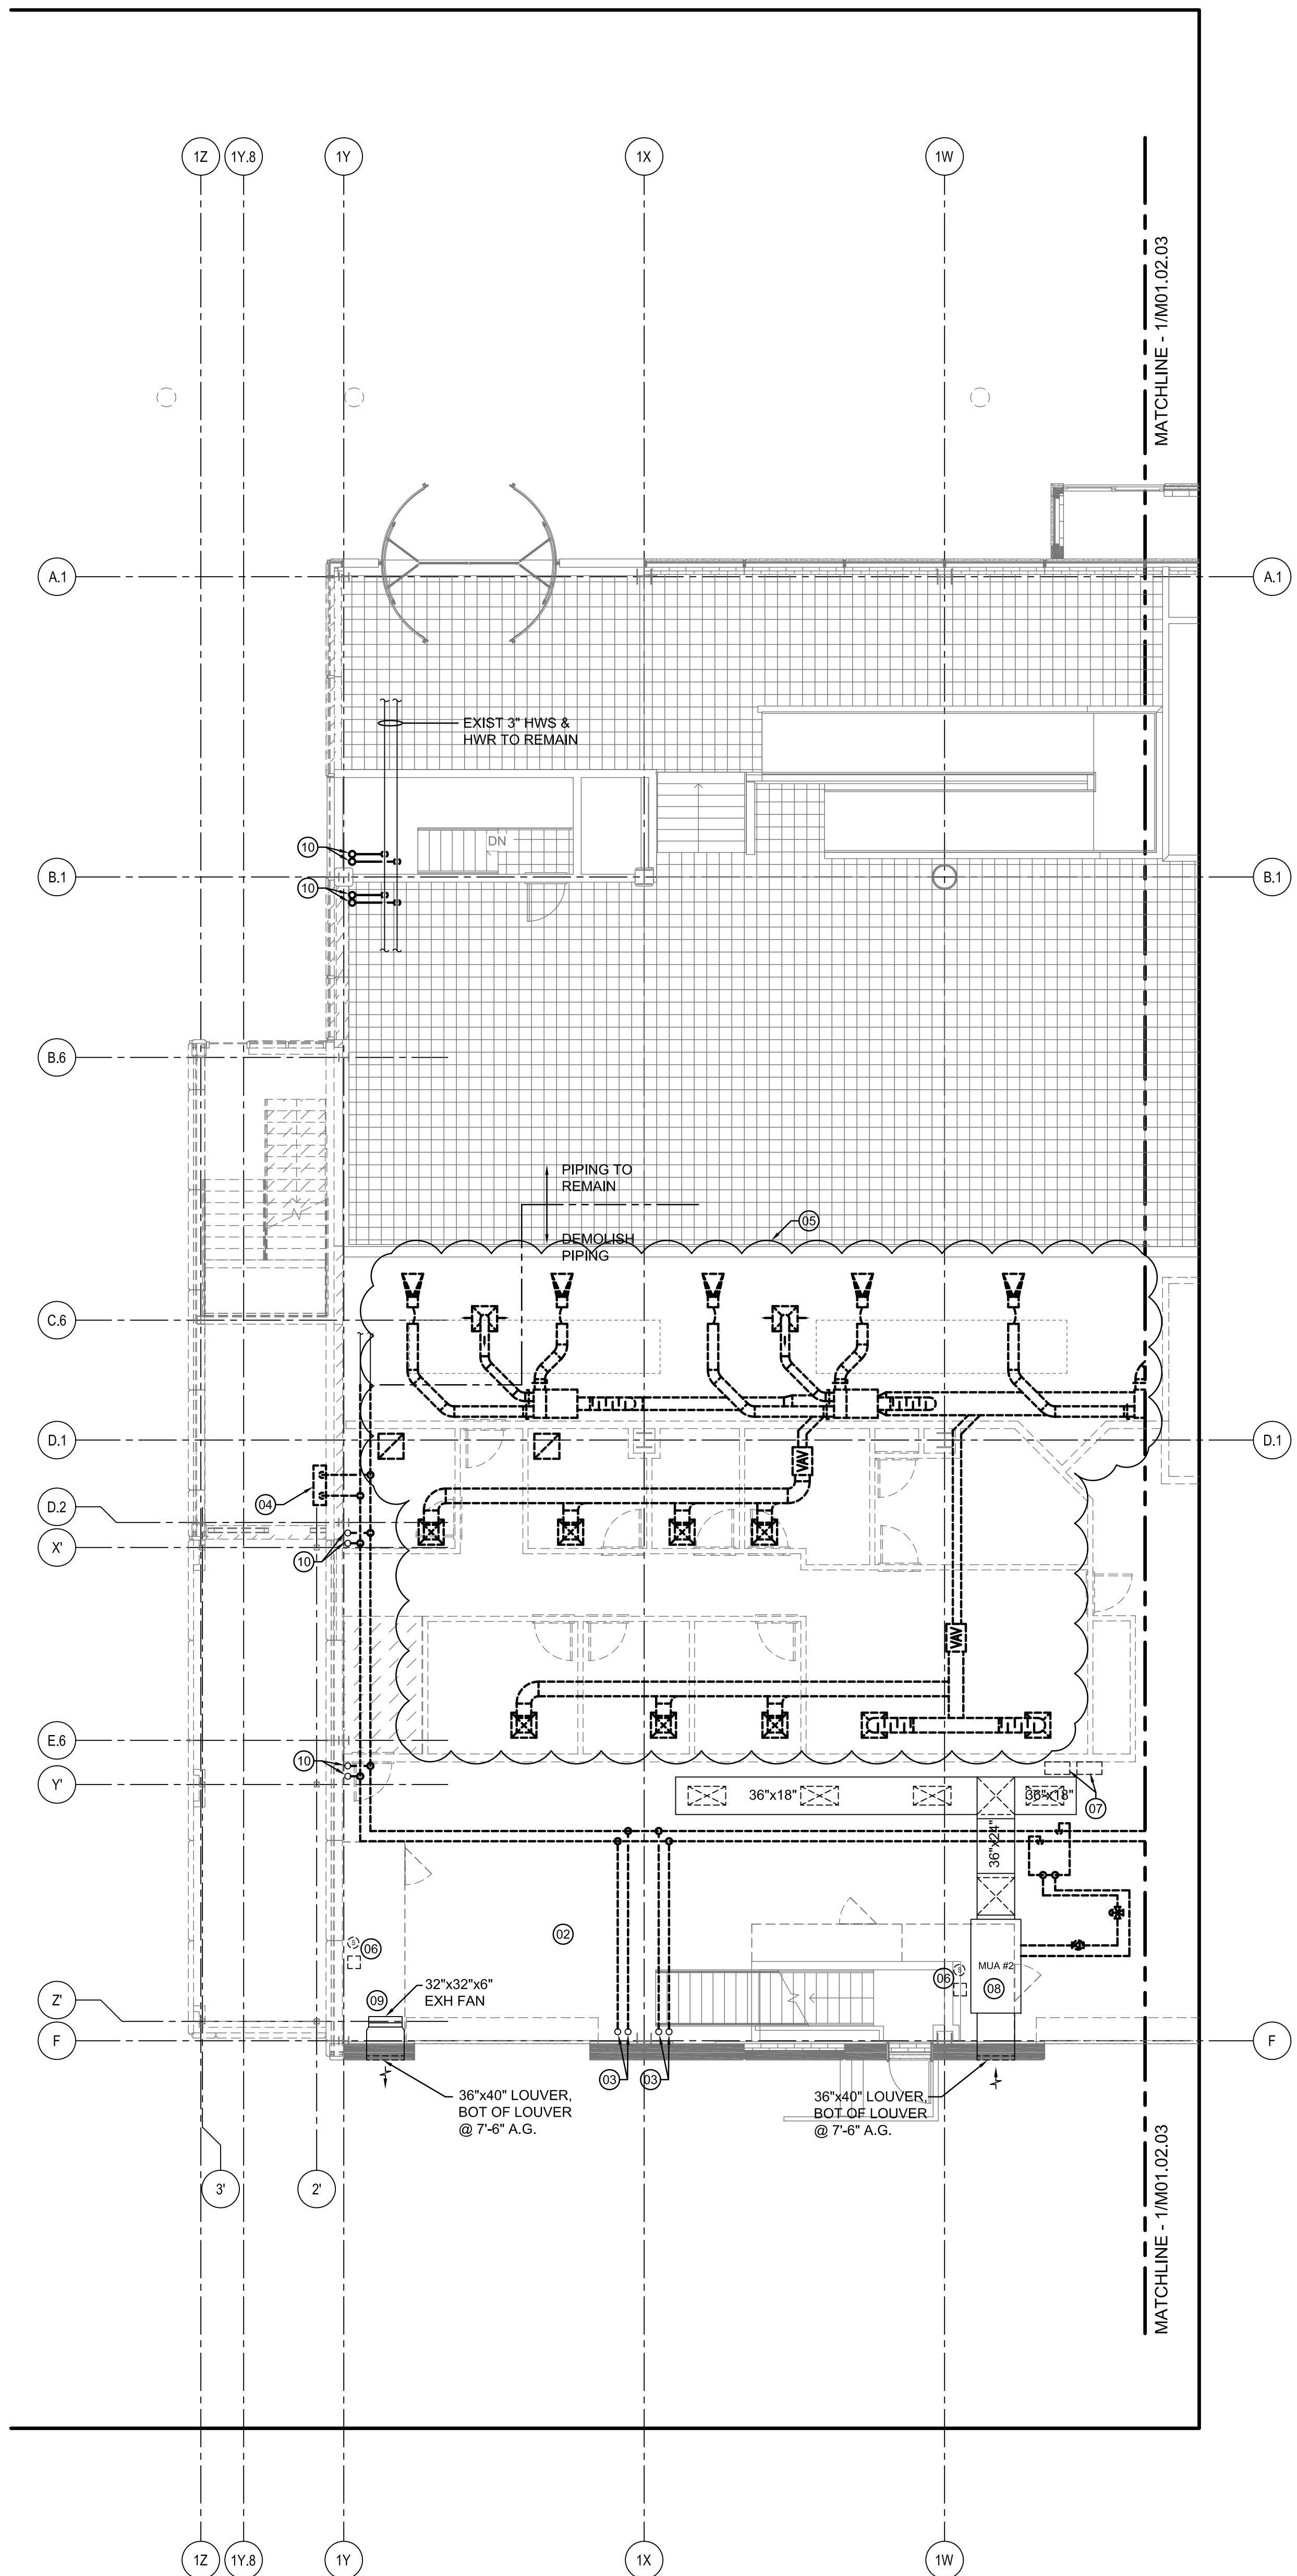 1Z
1Y.8
1Y
1X
1W
MATCHLINE - 1/M01.02.03
A.1
A.1
EXIST 3" HWS &
HWR TO REMAIN
DN
10
B.1
B.1
10
B.6
PIPING TO
REMAIN
05
DEMOLISH
PIPING
C.6
D.1
D.1
VAV
04
D.2
X'
10
VAV
E.6
10
Y'
36"x18"
36"x18"
07
36"x24"
02
S
06
S
06
MUA #2
08
32"x32"x6"
EXH FAN
09
Z'
F
F
03
03
36"x40" LOUVER,
BOT OF LOUVER
@ 7'-6" A.G.
36"x40" LOUVER,
BOT OF LOUVER
@ 7'-6" A.G.
3'
2'
MATCHLINE - 1/M01.02.03
1Z
1Y.8
1Y
1X
1W